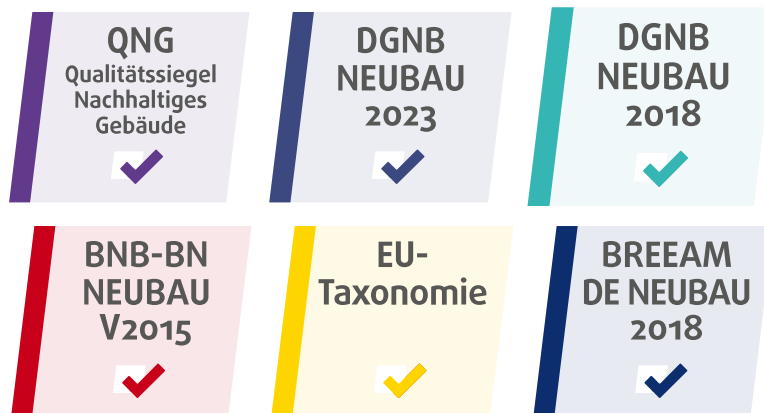 QNG
Qualitätssiegel
Nachhaltiges
Gebäude
DGNB
NEUBAU
2023
DGNB
NEUBAU
2018
BNB-BN
NEUBAU
V2015
EU-
Taxonomie
BREEAM
DE NEUBAU
2018